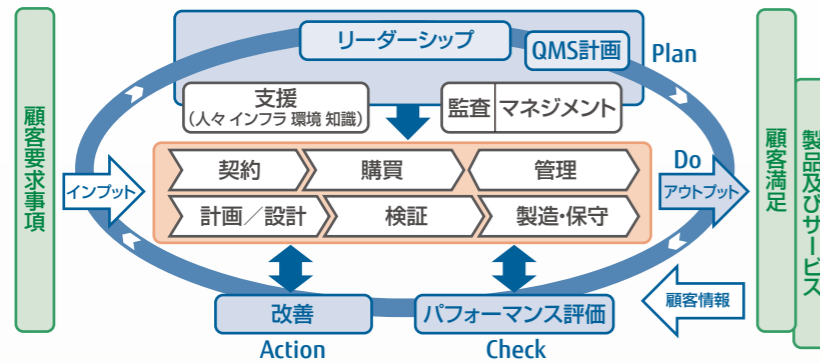 リーダーシップ
QMS計画
Plan
支援
(人々 インフラ 環境 知識)
監査 マネジメント
顧客要求事項
インプット
契約
購買
管理
計画／設計
検証
製造・保守
Do
アウトプット
顧客満足
製品及びサービス
顧客情報
改善
パフォーマンス評価
Action
Check